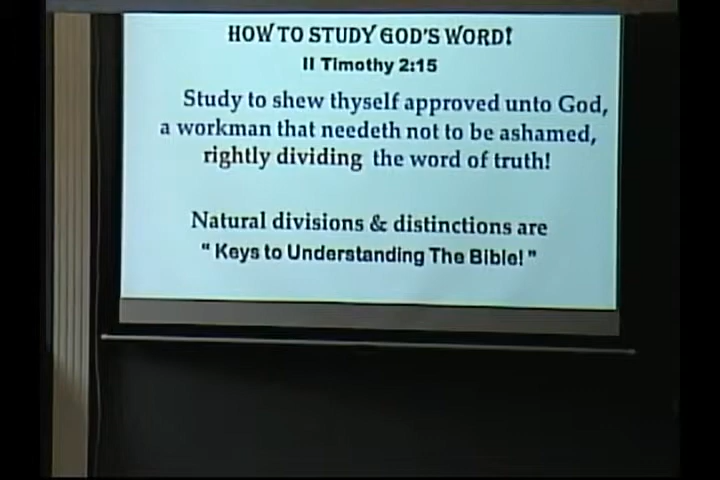 HOW TO STUDY GOD'S WORD!
II Timothy 2:15
Study to shew thyself approved unto God,
a workman that needeth not to be ashamed,
rightly dividing the word of truth!
Natural divisions & distinctions are
" Keys to Understanding The Bible! "